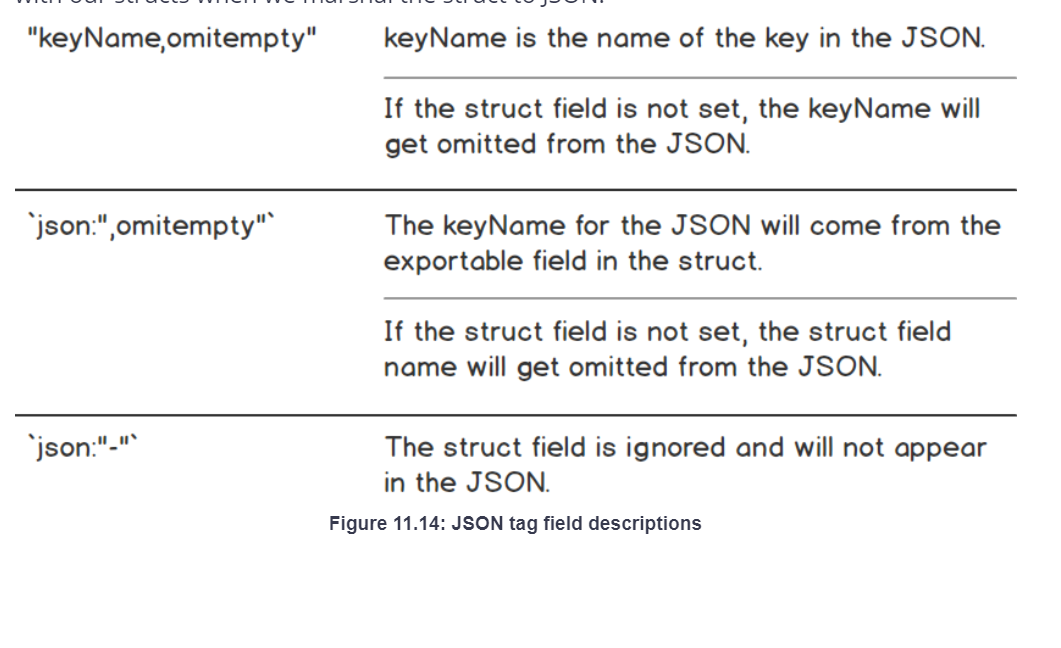 with our structs when we marshal the struct to JSON.
"keyName,omitempty"
keyName is the name of the key in the JSON.
If the struct field is not set, the keyName will
get omitted from the JSON.
`json:",omitempty"`
The keyName for the JSON will come from the
exportable field in the struct.
If the struct field is not set, the struct field
name will get omitted from the JSON.
`json:"-"`
The struct field is ignored and will not appear
in the JSON.
Figure 11.14: JSON tag field descriptions